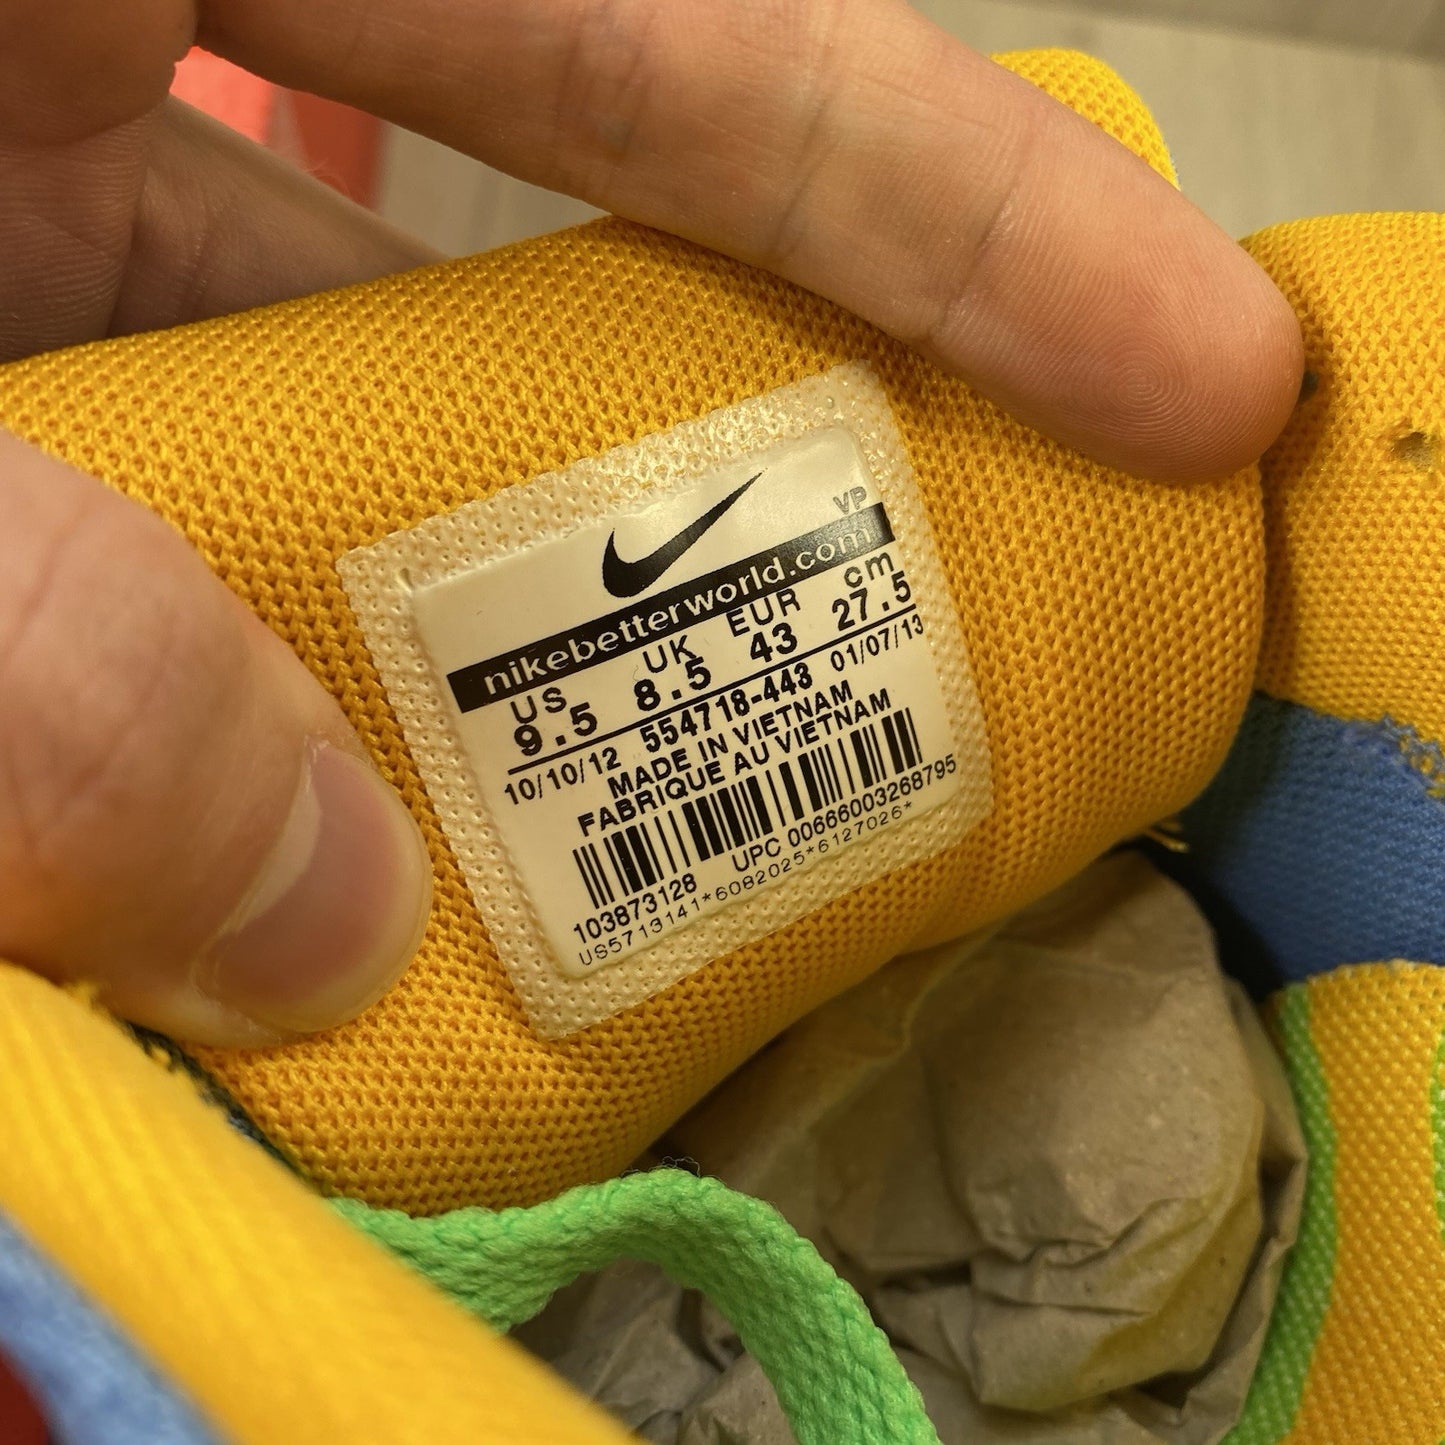 VP
nikebetterworld.com
US UK EUR cm
9.5 8.5 43 27.5
10/10/12 554718-443 01/07/13
MADE IN VIETNAM
FABRIQUE AU VIETNAM
103873128 UPC 00666003268795
US5713141*6082025*6127026*